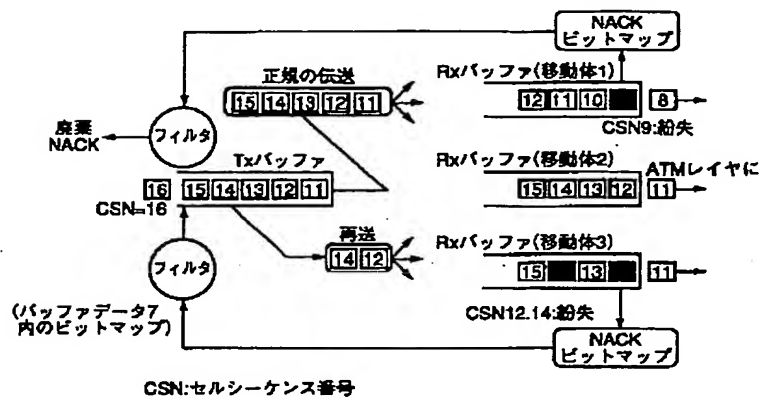 NACK
ビットマップ
正規の伝送
Rxバッファ(移動体1)
15 14 13 12 11
12 11 10 8
CSN9:紛失
廃棄
NACK
フィルタ
Txバッファ
Rxバッファ(移動体2)
ATMレイヤに
16 15 14 13 12 11
CSN=16
15 14 13 12 11
再送
Rxバッファ(移動体3)
フィルタ
14 12
15 13 11
(バッファデータ7
内のビットマップ)
CSN12.14:紛失
NACK
ビットマップ
CSN:セルシーケンス番号